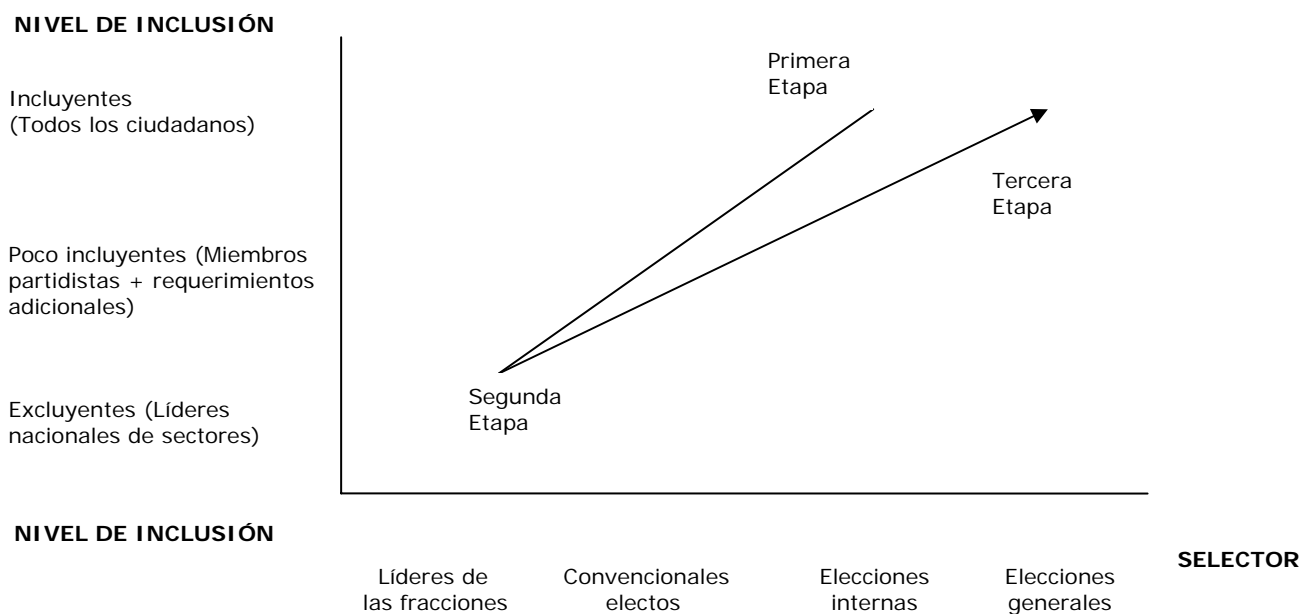 NIVEL DE INCLUSIÓN
Primera
Etapa
Incluyentes
(Todos los ciudadanos)
Tercera
Etapa
Poco incluyentes (Miembros
partidistas + requerimientos
adicionales)
Segunda
Etapa
Excluyentes (Líderes
nacionales de sectores)
NIVEL DE INCLUSIÓN
SELECTOR
Líderes de
las fracciones
Convencionales
electos
Elecciones
internas
Elecciones
generales